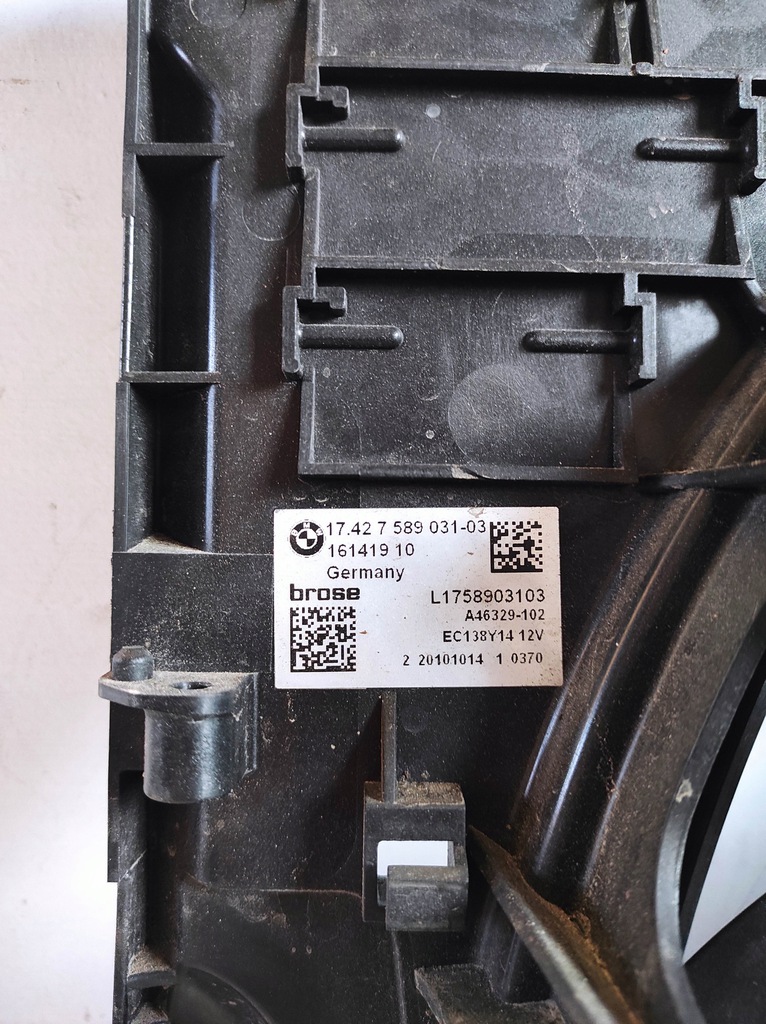 17.42 7 589 031-03
161419 10
Germany
brose
L1758903103
A46329-102
EC138Y14 12V
2 20101014 1 0370